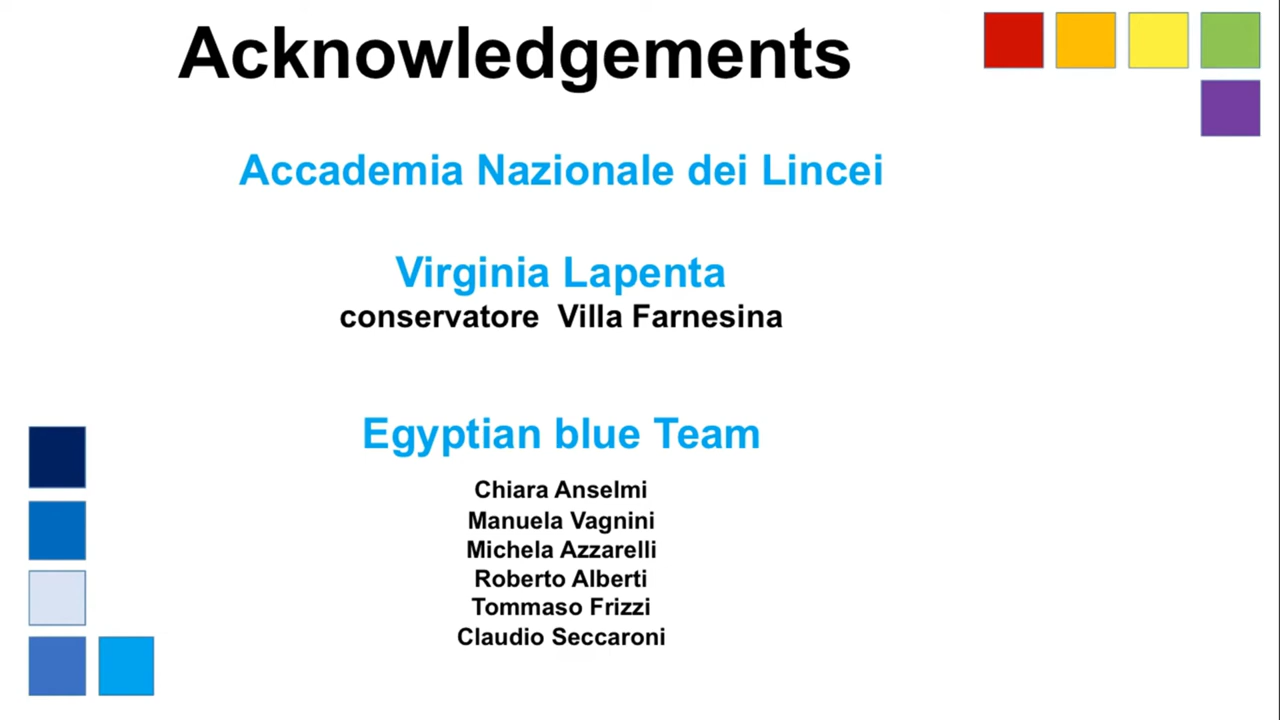 Acknowledgements
Accademia Nazionale dei Lincei
Virginia Lapenta
conservatore Villa Farnesina
Egyptian blue Team
Chiara Anselmi
Manuela Vagnini
Michela Azzarelli
Roberto Alberti
Tommaso Frizzi
Claudio Seccaroni